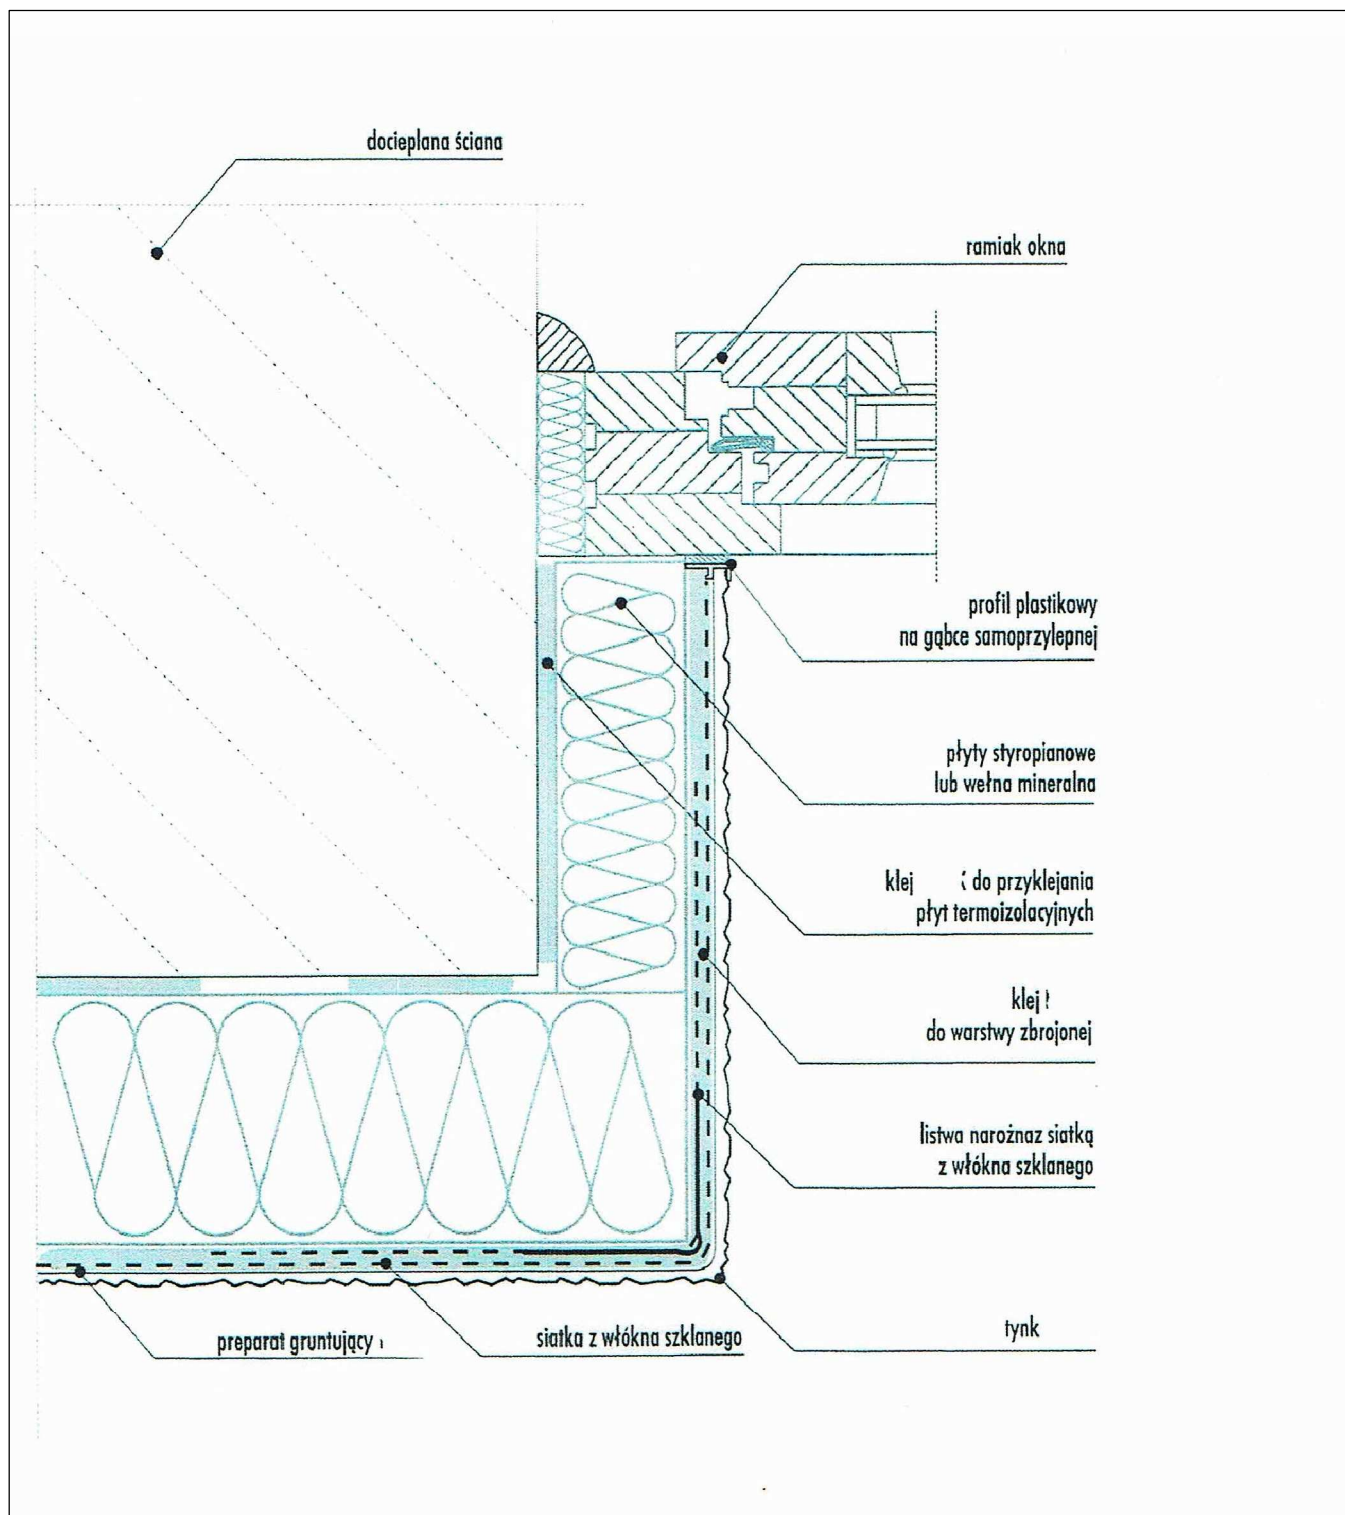 docieplana ściana
ramiak okna
profil plastikowy
na gąbce samoprzylepnej
płyty styropianowe
lub wełna mineralna
klej do przyklejania
płyt termoizolacyjnych
klej
do warstwy zbrojonej
listwa narożnaz siatką
z włókna szklanego
tynk
siatka z włókna szklanego
preparat gruntujący